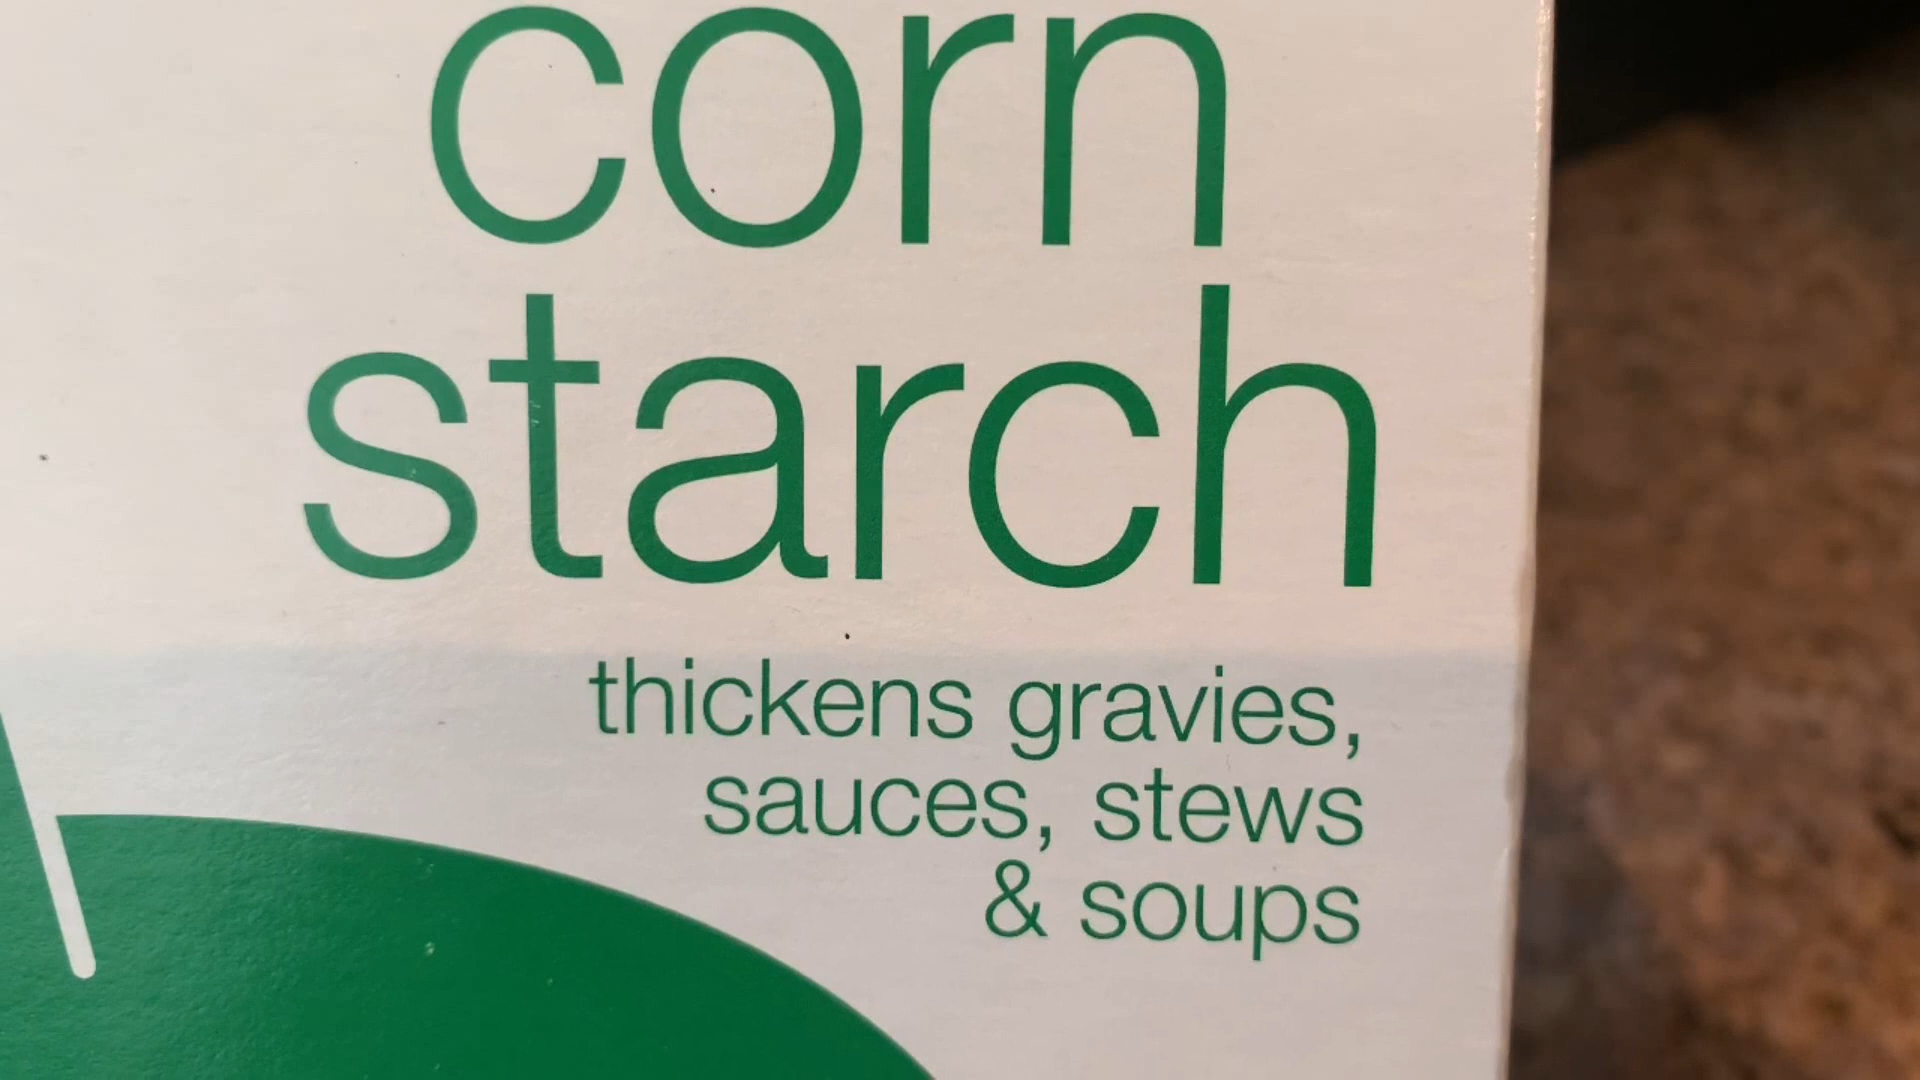 corn
starch
thickens gravies,
sauces, stews
& soups